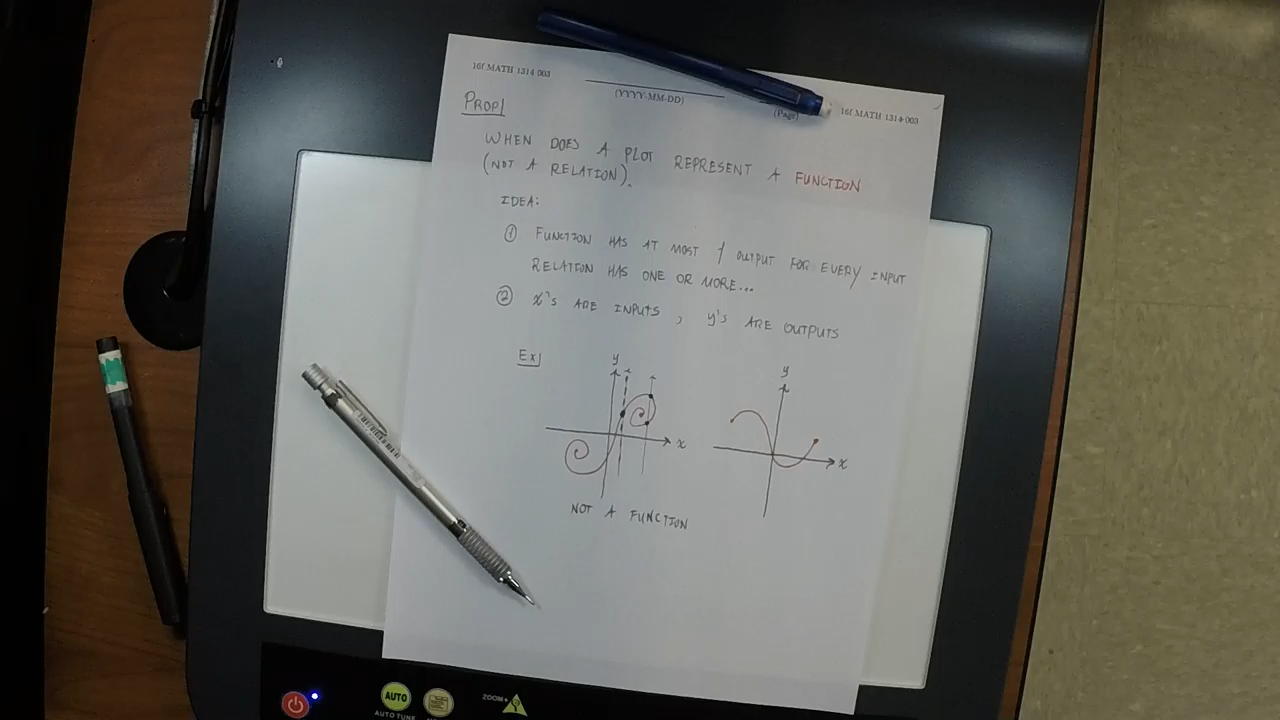 16f MATH 1314 003
(YYYY-MM-DD)
(Page)
16f MATH 1314 003
PROP|
WHEN DOES A PLOT REPRESENT A FUNCTION
(NOT A RELATION).
IDEA:
① FUNCTION HAS AT MOST 1 OUTPUT FOR EVERY INPUT
RELATION HAS ONE OR MORE...
② x's ARE INPUTS, y's ARE OUTPUTS
EX|
y
x
y
x
NOT A FUNCTION
AUTO
AUTO TUNE
ZOOM+